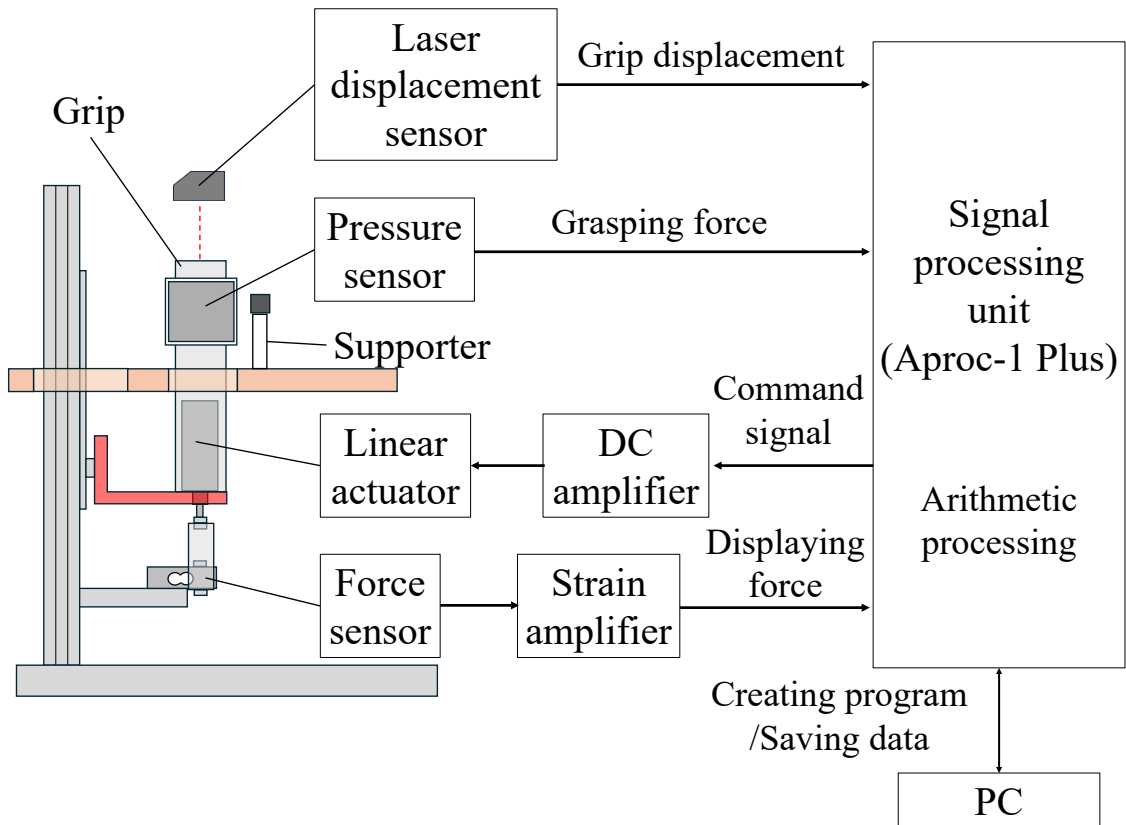 Laser
displacement
sensor
Grip displacement
Grip
Pressure
sensor
Grasping force
Signal
processing
unit
(Aproc-1 Plus)
Supporter
Command
signal
Linear
actuator
DC
amplifier
Arithmetic
processing
Displaying
force
Force
sensor
Strain
amplifier
Creating program
/Saving data
PC